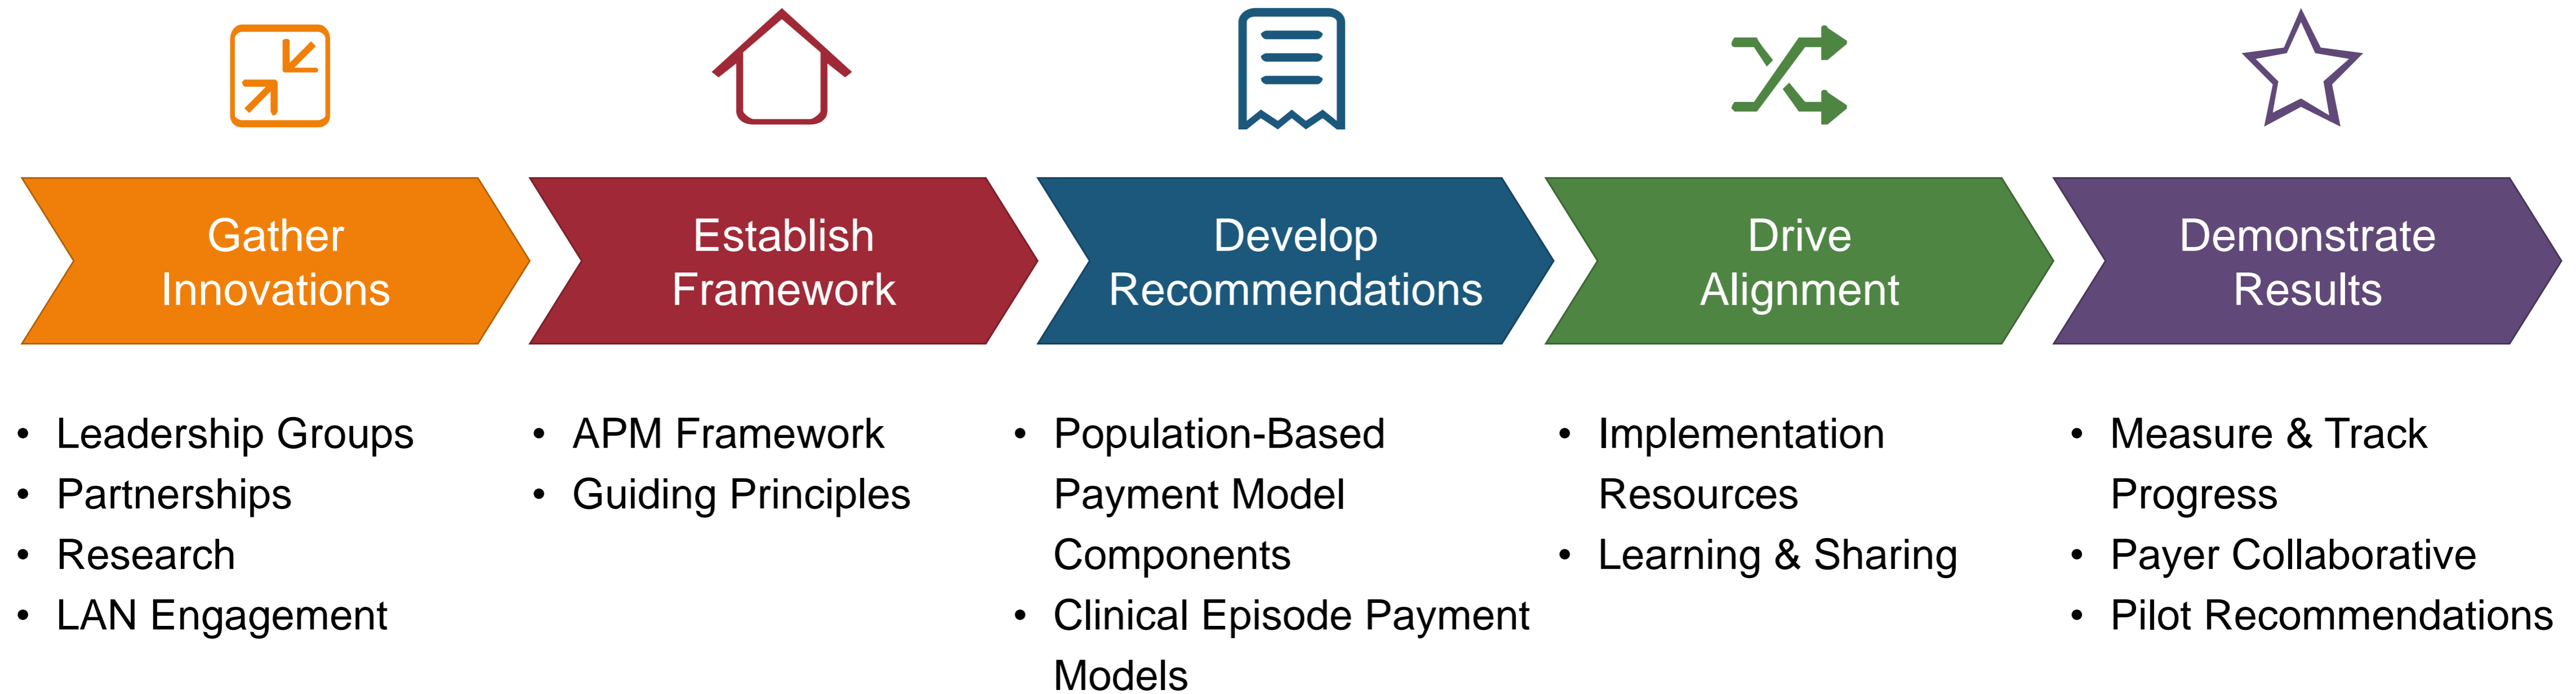 Gather
Innovations
Establish
Framework
Develop
Recommendations
Drive
Alignment
Demonstrate
Results
• Leadership Groups
• Partnerships
• Research
• LAN Engagement
• APM Framework
• Guiding Principles
• Population-Based
Payment Model
Components
• Clinical Episode Payment
Models
• Implementation
Resources
• Learning & Sharing
• Measure & Track
Progress
• Payer Collaborative
• Pilot Recommendations